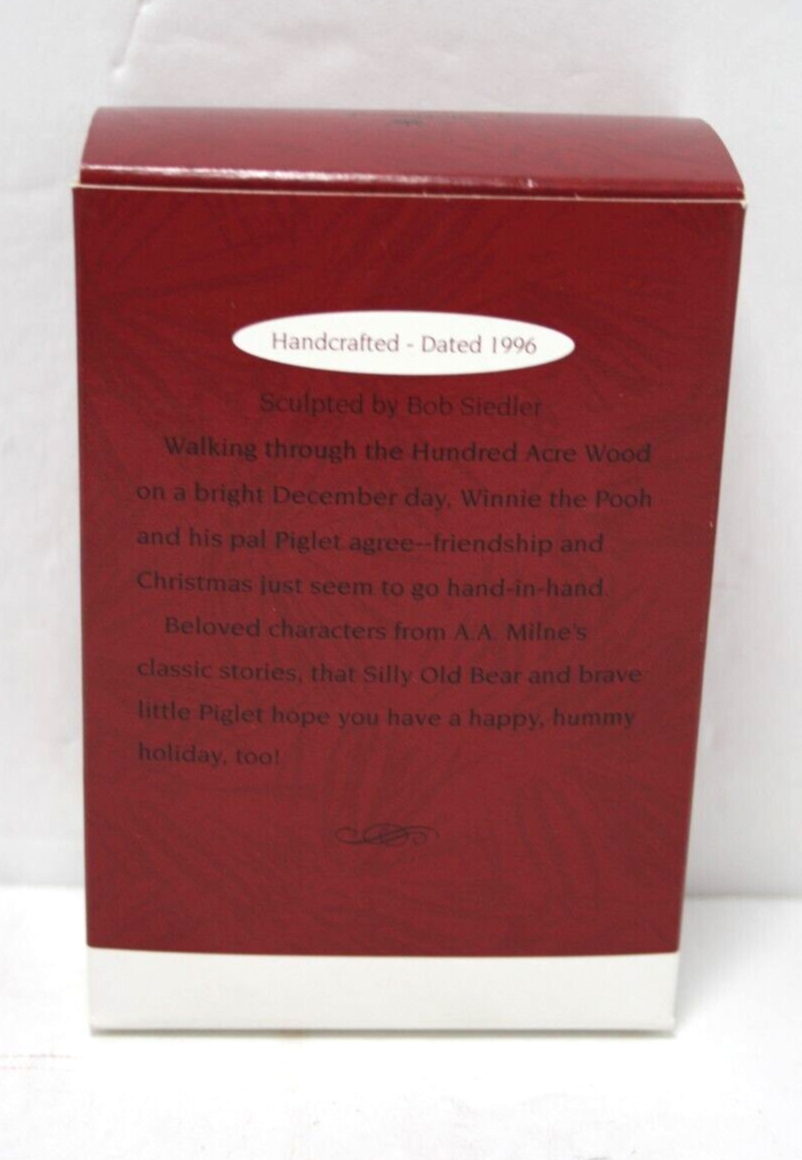 Handcrafted - Dated 1996
Sculpted by Bob Siedler
Walking through the Hundred Acre Wood
on a bright December day, Winnie the Pooh
and his pal Piglet agree--friendship and
Christmas just seem to go hand-in-hand.
Beloved characters from A.A. Milne's
classic stories, that Silly Old Bear and brave
little Piglet hope you have a happy, hummy
holiday, too!